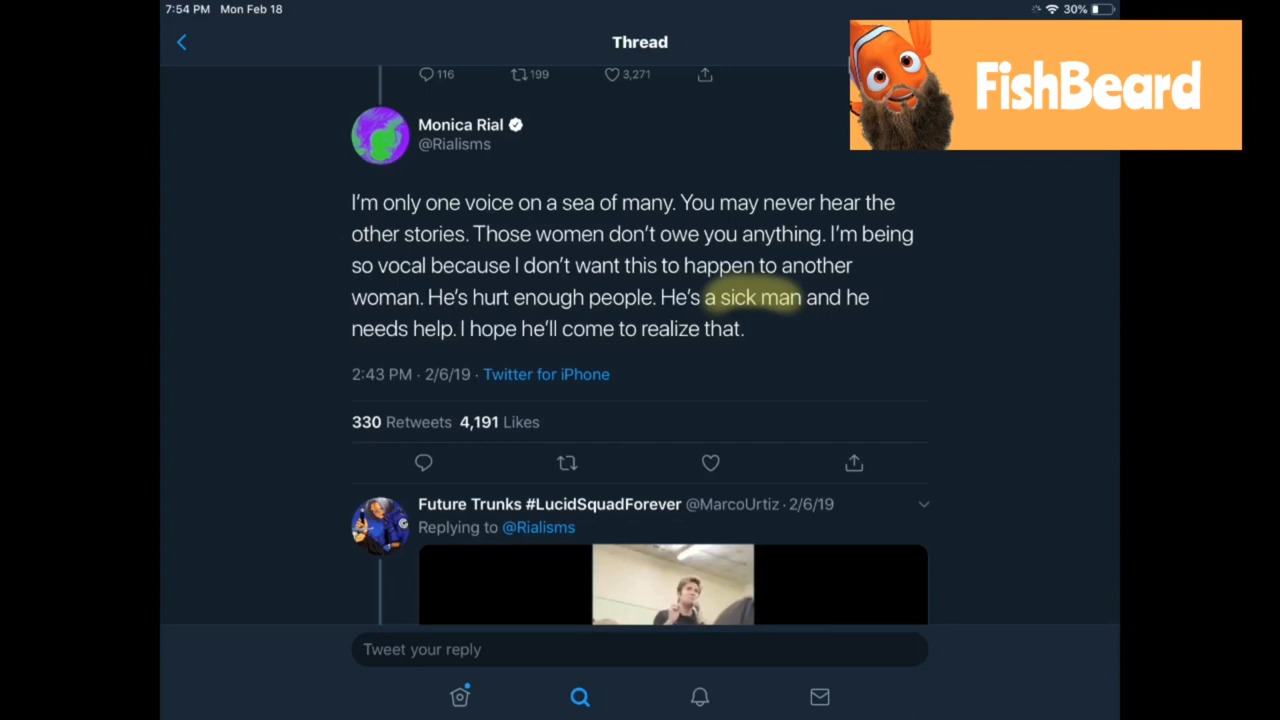 7:54 PM Mon Feb 18
30%
Thread
FishBeard
116 199 3,271
Monica Rial
@Rialisms
I'm only one voice on a sea of many. You may never hear the
other stories. Those women don't owe you anything. I'm being
so vocal because I don't want this to happen to another
woman. He's hurt enough people. He's a sick man and he
needs help. I hope he'll come to realize that.
2:43 PM · 2/6/19 · Twitter for iPhone
330 Retweets 4,191 Likes
Future Trunks #LucidSquadForever @MarcoUrtiz · 2/6/19
Replying to @Rialisms
Tweet your reply